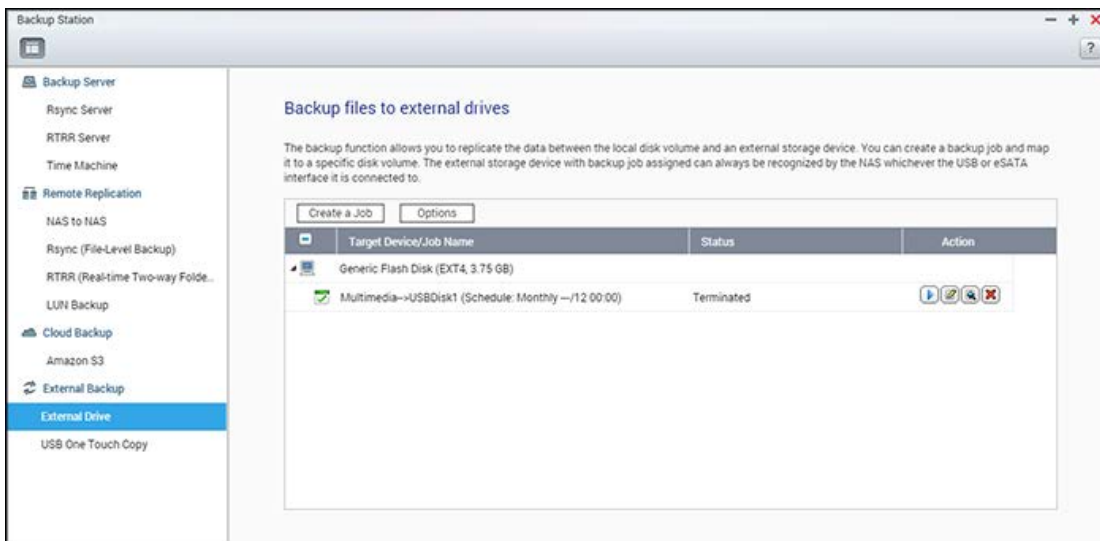 Backup Station
?
Backup Server
Rsync Server
RTRR Server
Time Machine
Remote Replication
NAS to NAS
Rsync (File-Level Backup)
RTRR (Real-time Two-way Folde...
LUN Backup
Cloud Backup
Amazon S3
External Backup
External Drive
USB One Touch Copy
Backup files to external drives
The backup function allows you to replicate the data between the local disk volume and an external storage device. You can create a backup job and map
it to a specific disk volume. The external storage device with backup job assigned can always be recognized by the NAS whichever the USB or eSATA
interface it is connected to.
Create a Job Options
Target Device/Job Name Status Action
Generic Flash Disk (EXT4, 3.75 GB)
Multimedia-->USBDisk1 (Schedule: Monthly --/12 00:00) Terminated